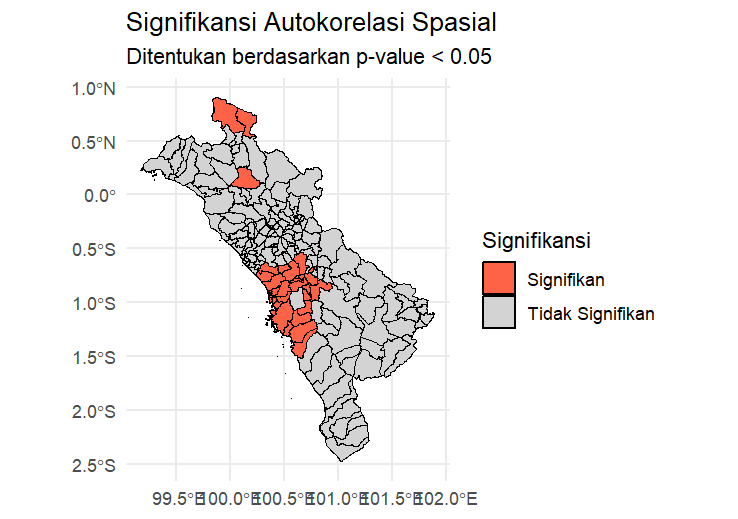 Signifikansi Autokorelasi Spasial
Ditentukan berdasarkan p-value < 0.05
1.0°N
0.5°N
0.0°
0.5°S
1.0°S
1.5°S
2.0°S
2.5°S
99.5°E 100.0°E 100.5°E 101.0°E 101.5°E 102.0°E
Signifikansi
Signifikan
Tidak Signifikan